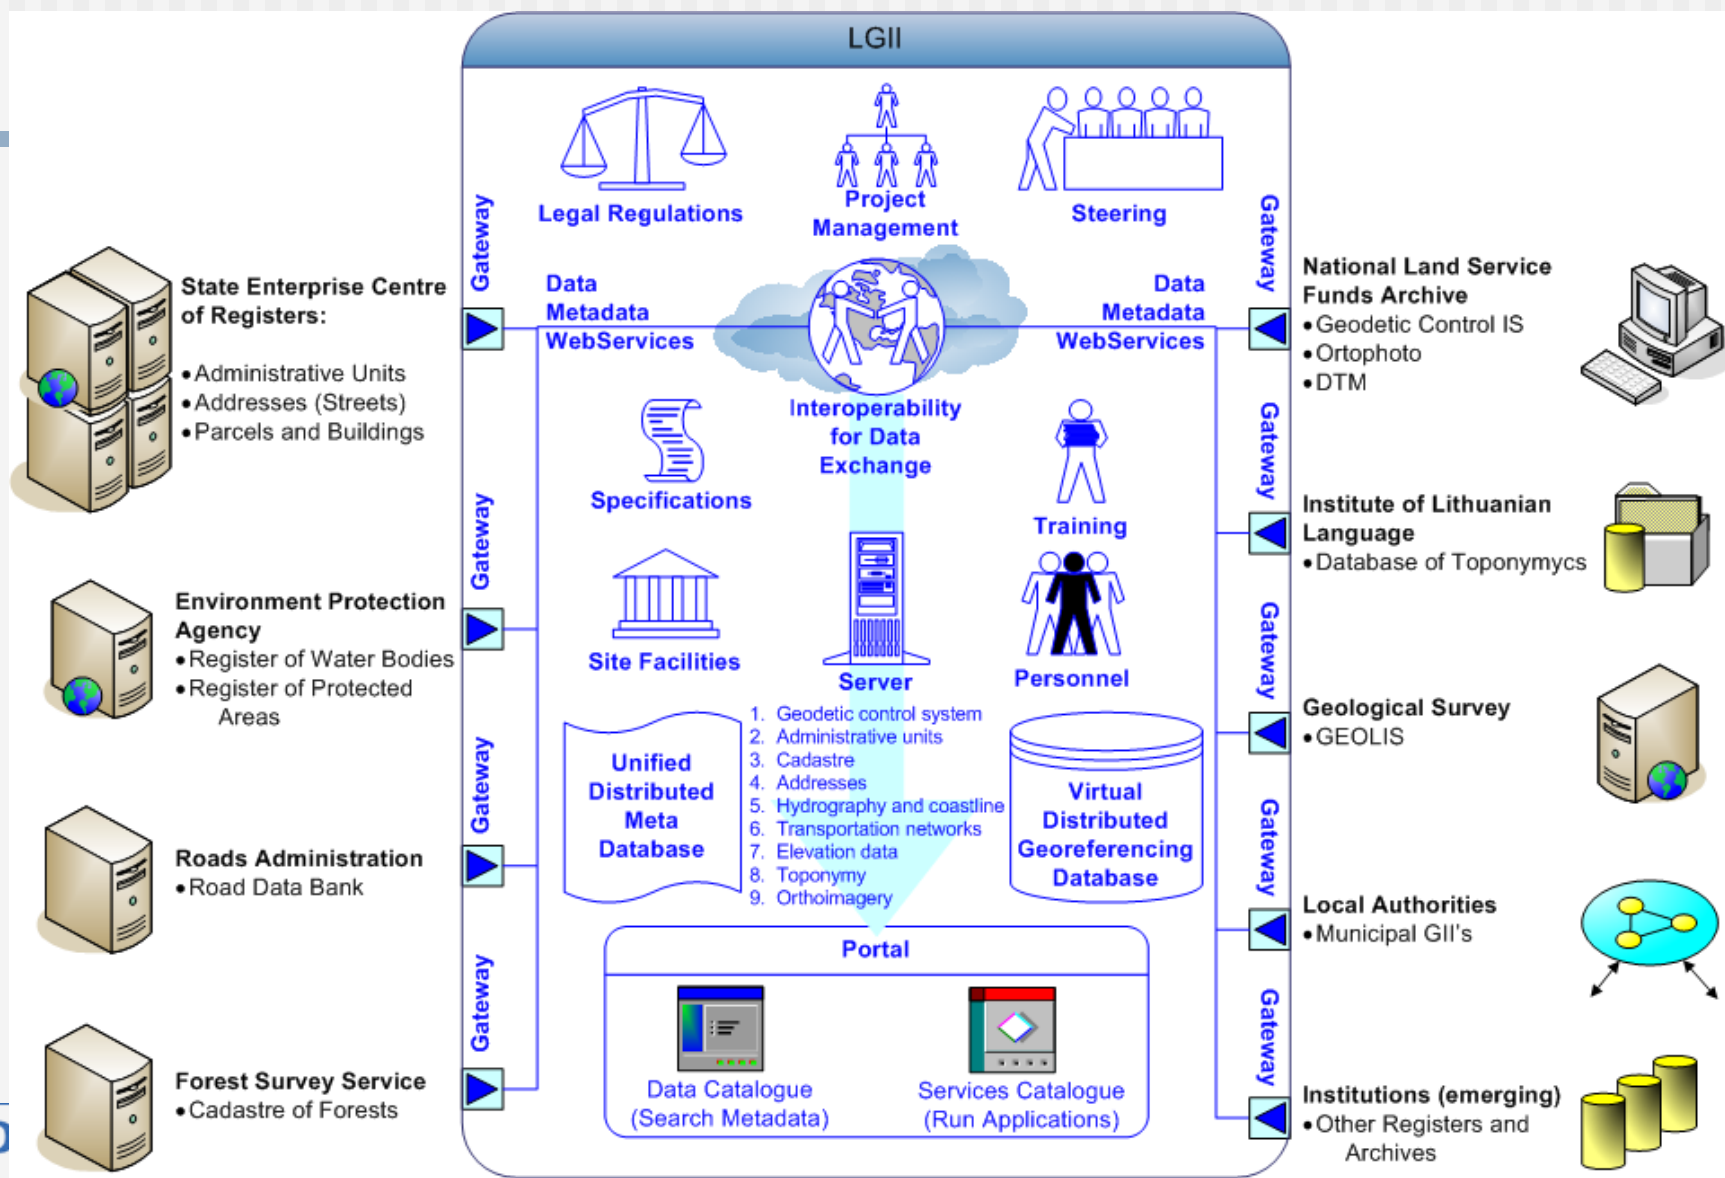 LGII
Legal Regulations
Project
Management
Steering
Gateway
Gateway
State Enterprise Centre
of Registers:
• Administrative Units
• Addresses (Streets)
• Parcels and Buildings
Data
Metadata
WebServices
Data
Metadata
WebServices
National Land Service
Funds Archive
• Geodetic Control IS
• Ortophoto
• DTM
Interoperability
for Data
Exchange
Specifications
Training
Gateway
Gateway
Institute of Lithuanian
Language
• Database of Toponymycs
Environment Protection
Agency
• Register of Water Bodies
• Register of Protected
Areas
Site Facilities
Server
Personnel
Gateway
Gateway
Geological Survey
• GEOLIS
Unified
Distributed
Meta
Database
1. Geodetic control system
2. Administrative units
3. Cadastre
4. Addresses
5. Hydrography and coastline
6. Transportation networks
7. Elevation data
8. Toponymy
9. Orthoimagery
Virtual
Distributed
Georeferencing
Database
Roads Administration
• Road Data Bank
Gateway
Local Authorities
• Municipal GII's
Portal
Data Catalogue
(Search Metadata)
Services Catalogue
(Run Applications)
Gateway
Gateway
Forest Survey Service
• Cadastre of Forests
Institutions (emerging)
• Other Registers and
Archives